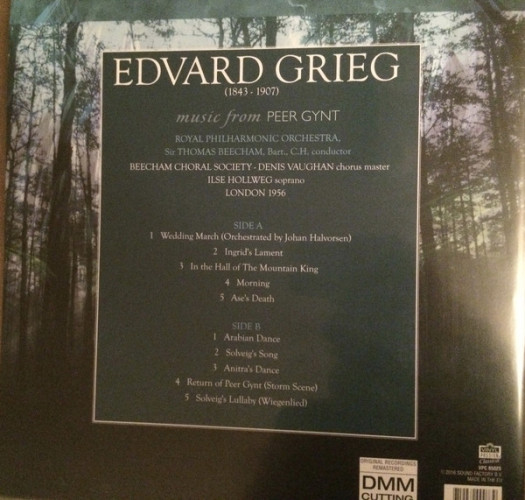 EDVARD GRIEG
(1843 - 1907)
music from PEER GYNT
ROYAL PHILHARMONIC ORCHESTRA,
Sir THOMAS BEECHAM, Bart., C.H. conductor
BEECHAM CHORAL SOCIETY - DENIS VAUGHAN chorus master
ILSE HOLLWEG soprano
LONDON 1956
SIDE A
1 Wedding March (Orchestrated by Johan Halvorsen)
2 Ingrid's Lament
3 In the Hall of The Mountain King
4 Morning
5 Ase's Death
SIDE B
1 Arabian Dance
2 Solveig's Song
3 Anitra's Dance
4 Return of Peer Gynt (Storm Scene)
5 Solveig's Lullaby (Wiegenlied)
ORIGINAL RECORDINGS
REMASTERED
DMM
CUTTING
VINYL
SOUND FACTORY B.V.
MADE IN THE E.U.